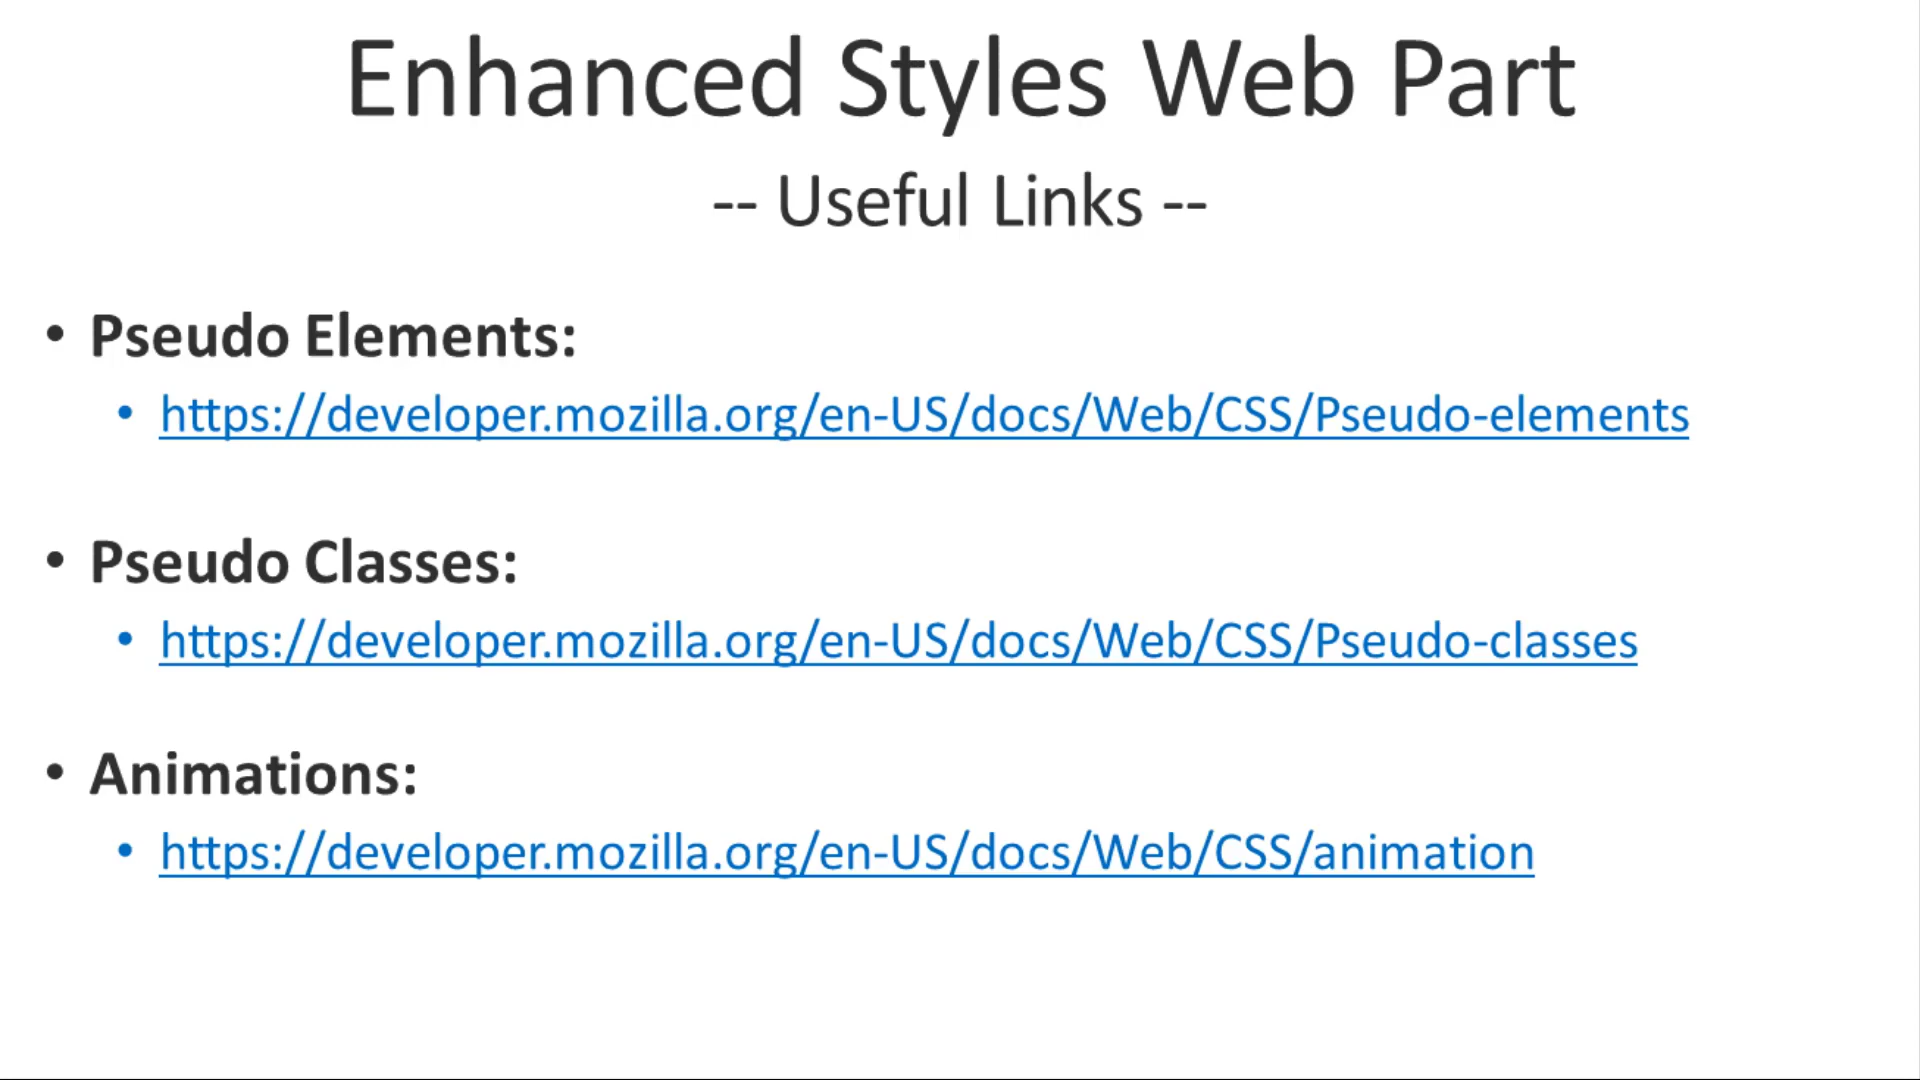 Enhanced Styles Web Part
-- Useful Links --
• Pseudo Elements:
• https://developer.mozilla.org/en-US/docs/Web/CSS/Pseudo-elements
• Pseudo Classes:
• https://developer.mozilla.org/en-US/docs/Web/CSS/Pseudo-classes
• Animations:
• https://developer.mozilla.org/en-US/docs/Web/CSS/animation